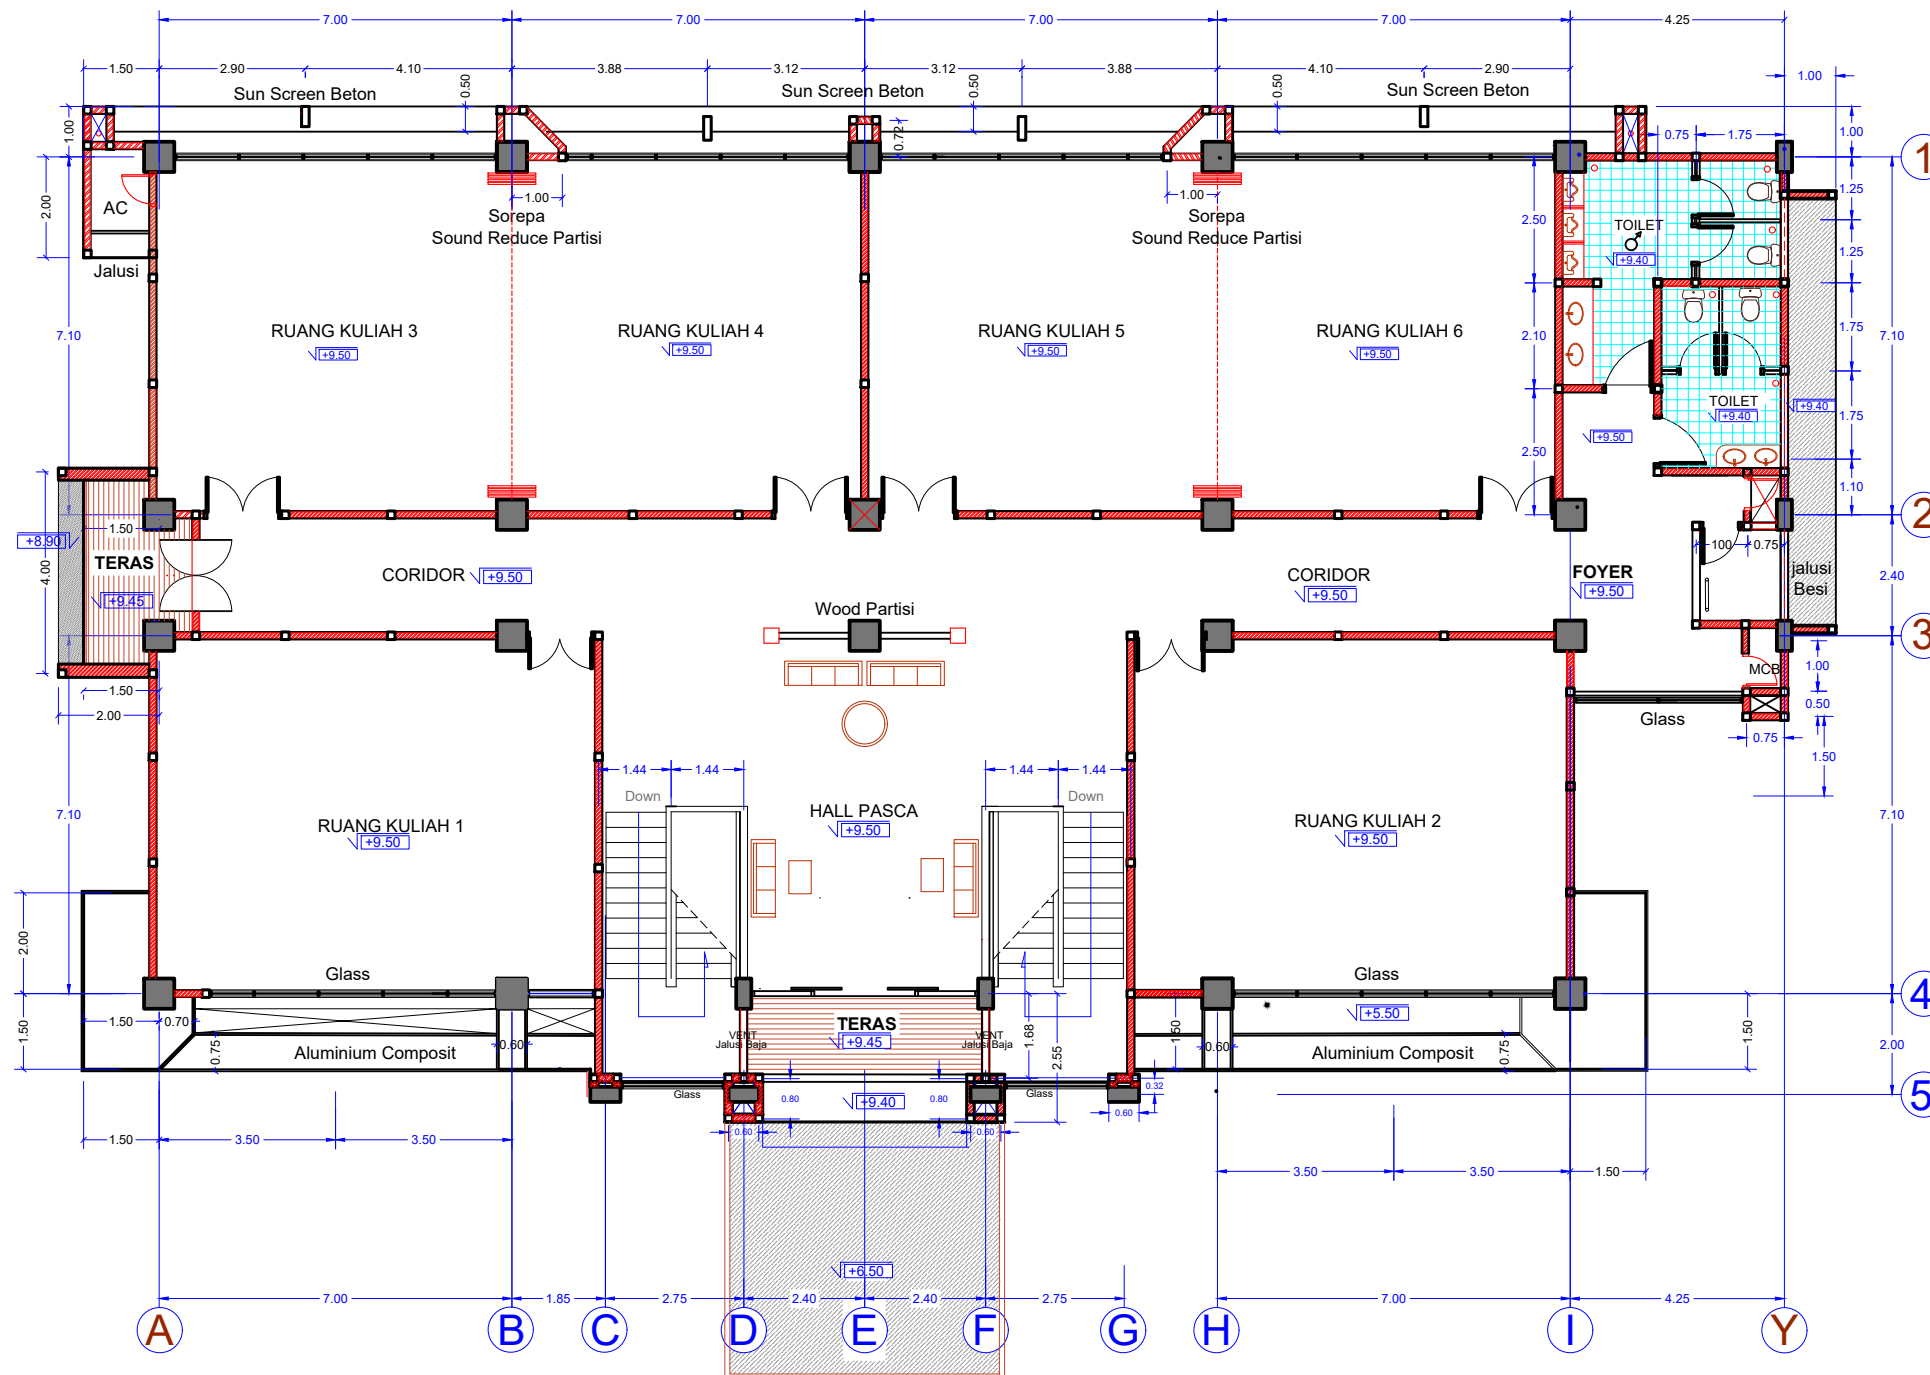 7.00 7.00 7.00 7.00 4.25
1.50 2.90 4.10 3.88 3.12 3.12 3.88 4.10 2.90 1.00
Sun Screen Beton 0.50 Sun Screen Beton 0.50 0.50 Sun Screen Beton
1.00 0.72 0.75 1.75 1.00
1
2.00 AC 1.00 1.00 2.50 1.25
Sorepa Sorepa
Sound Reduce Partisi Sound Reduce Partisi
TOILET
+9.40 1.25
Jalusi
7.10 RUANG KULIAH 3 RUANG KULIAH 4 RUANG KULIAH 5 RUANG KULIAH 6 2.10 1.75 7.10
+9.50 +9.50 +9.50 +9.50
TOILET
+9.40 +9.40 1.75
+9.50
2.50 1.10
1.50 2
+8.90 4.00 TERAS CORIDOR +9.50 CORIDOR FOYER 100 0.75 2.40
+9.45 +9.50 +9.50 jalusi
Besi
Wood Partisi
3
1.50 MCB 1.00
2.00 0.50
Glass
0.75
1.50
1.44 1.44 1.44 1.44
Down Down
7.10 RUANG KULIAH 1 HALL PASCA RUANG KULIAH 2 7.10
+9.50 +9.50 +9.50
2.00 Glass Glass
4
1.50 1.50 0.70 TERAS +5.50
VENT +9.45 VENT
Jalusi Baja Jalusi Baja
1.68 2.55 1.50 1.50 2.00
0.75 Aluminium Composit 0.60 0.60 Aluminium Composit 0.75
Glass 0.80 +9.40 0.80 Glass 0.32 5
0.60 0.60 0.60
1.50 3.50 3.50
3.50 3.50 1.50
+6.50
7.00 1.85 2.75 2.40 2.40 2.75 7.00 4.25
A B C D E F G H I Y